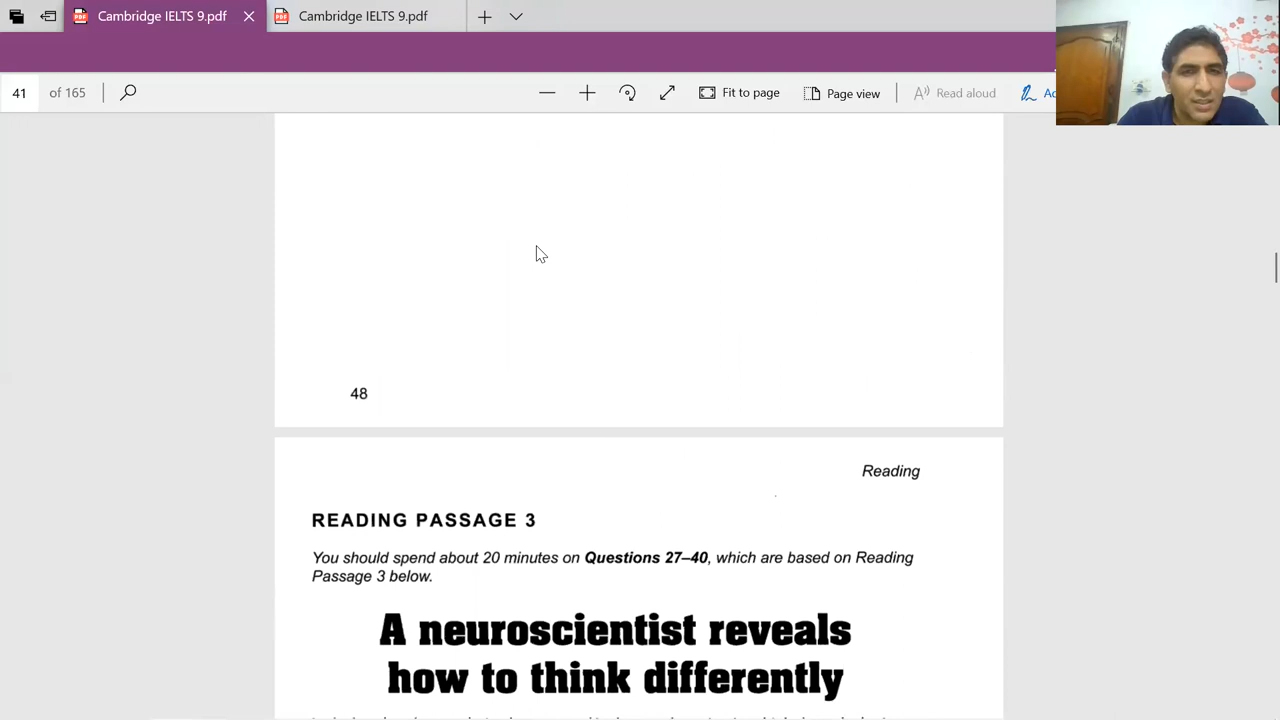 Cambridge IELTS 9.pdf
Cambridge IELTS 9.pdf
41 of 165
Fit to page
Page view
Read aloud
48
Reading
READING PASSAGE 3
You should spend about 20 minutes on Questions 27–40, which are based on Reading
Passage 3 below.
A neuroscientist reveals
how to think differently